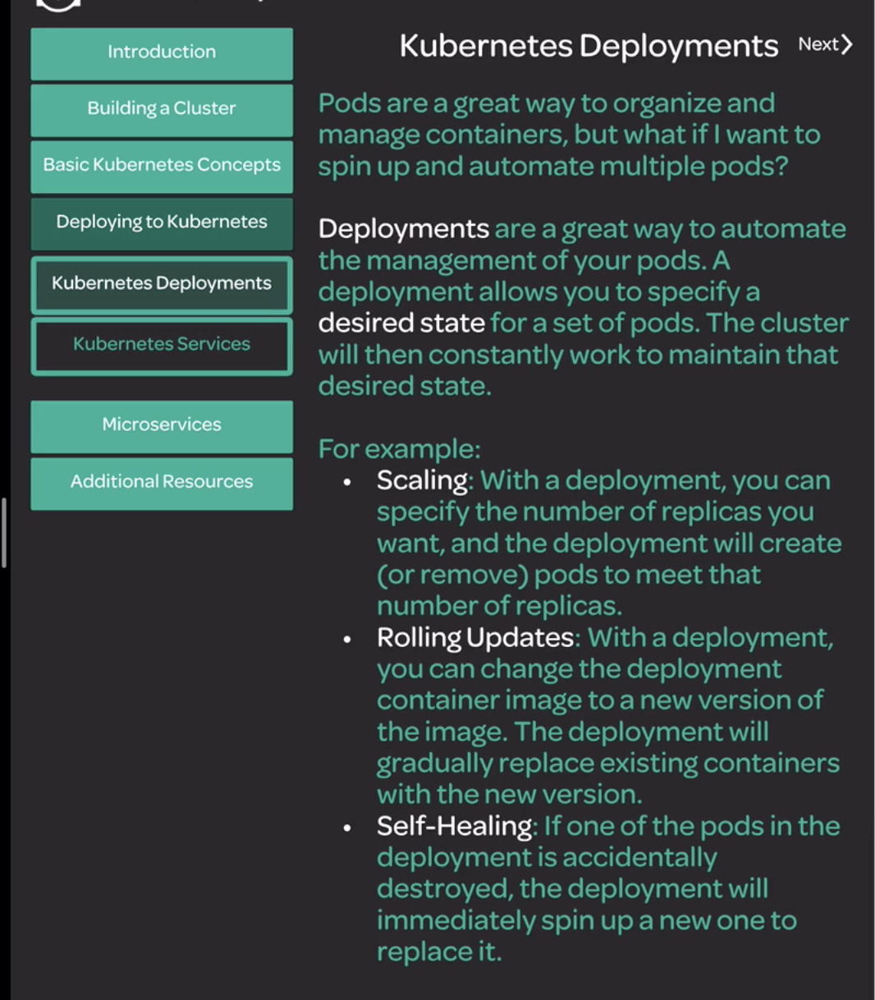 Introduction
Building a Cluster
Basic Kubernetes Concepts
Deploying to Kubernetes
Kubernetes Deployments
Kubernetes Services
Microservices
Additional Resources
Kubernetes Deployments
Next
Pods are a great way to organize and
manage containers, but what if I want to
spin up and automate multiple pods?
Deployments are a great way to automate
the management of your pods. A
deployment allows you to specify a
desired state for a set of pods. The cluster
will then constantly work to maintain that
desired state.
For example:
• Scaling: With a deployment, you can
specify the number of replicas you
want, and the deployment will create
(or remove) pods to meet that
number of replicas.
• Rolling Updates: With a deployment,
you can change the deployment
container image to a new version of
the image. The deployment will
gradually replace existing containers
with the new version.
• Self-Healing: If one of the pods in the
deployment is accidentally
destroyed, the deployment will
immediately spin up a new one to
replace it.